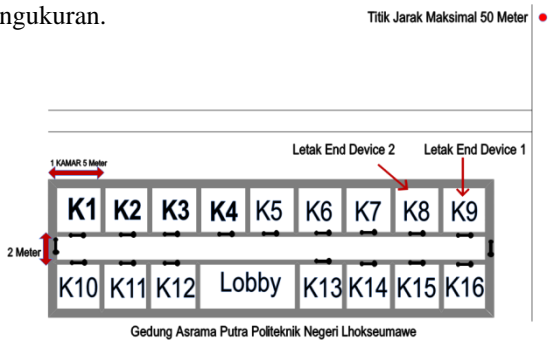 ngukuran.
Titik Jarak Maksimal 50 Meter
Letak End Device 2 Letak End Device 1
1 KAMAR 5 Meter
K1 K2 K3 K4 K5 K6 K7 K8 K9
2 Meter
K10 K11 K12 Lobby K13 K14 K15 K16
Gedung Asrama Putra Politeknik Negeri Lhokseumawe